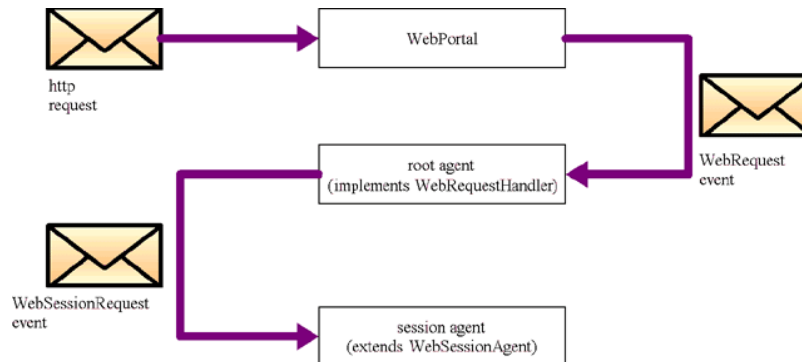 WebPortal
http
request
WebRequest
event
root agent
(implements WebRequestHandler)
WebSessionRequest
event
session agent
(extends WebSessionAgent)